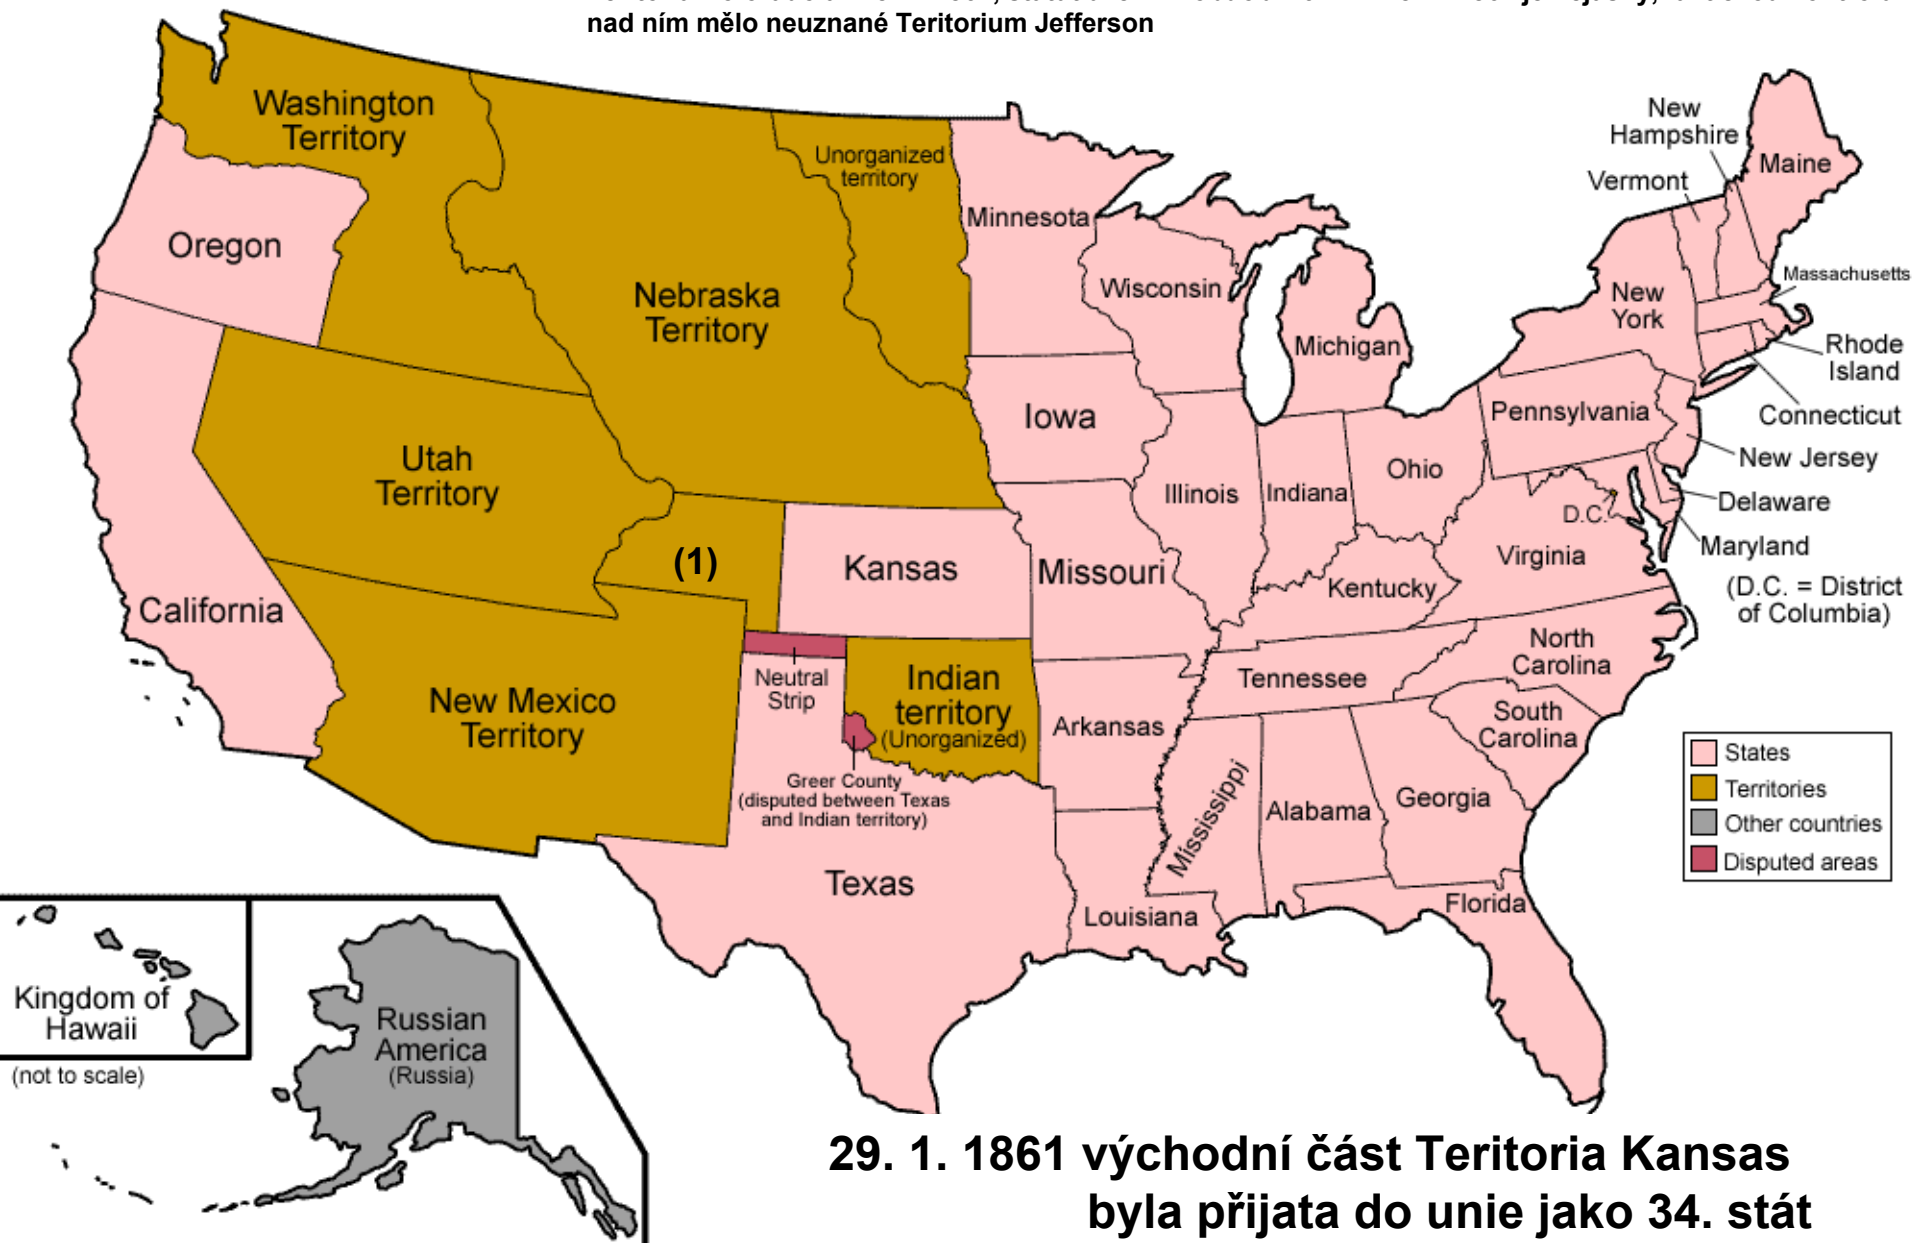 nad ním mělo neuznané Teritorium Jefferson
Washington
Territory
Unorganized
territory
Oregon
Nebraska
Territory
Minnesota
Wisconsin
Michigan
New
Hampshire
Vermont
Maine
Massachusetts
New
York
Rhode
Island
Connecticut
Pennsylvania
New Jersey
Delaware
Maryland
D.C.
(D.C. = District
of Columbia)
Iowa
Illinois
Indiana
Ohio
Utah
Territory
(1)
Kansas
Missouri
Kentucky
Virginia
California
New Mexico
Territory
Neutral
Strip
Indian
territory
(Unorganized)
Greer County
(disputed between Texas
and Indian territory)
Arkansas
Tennessee
North
Carolina
South
Carolina
Mississippi
Alabama
Georgia
Texas
Louisiana
Florida
States
Territories
Other countries
Disputed areas
Kingdom of
Hawaii
(not to scale)
Russian
America
(Russia)
29. 1. 1861 východní část Teritoria Kansas
byla přijata do unie jako 34. stát